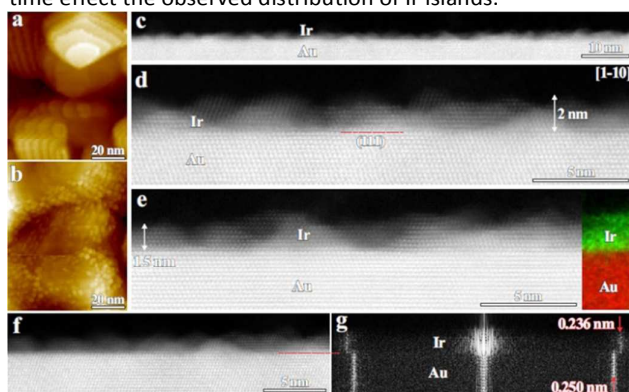 time effect the observed distribution of Ir islands.
a
20 nm
b
20 nm
c
Ir
Au
10 nm
d
[1-10]
Ir
2 nm
(111)
Au
5 nm
e
Ir
1.5 nm
Au
5 nm
Ir
Au
f
5 nm
g
Ir
0.236 nm
Au
0.250 nm